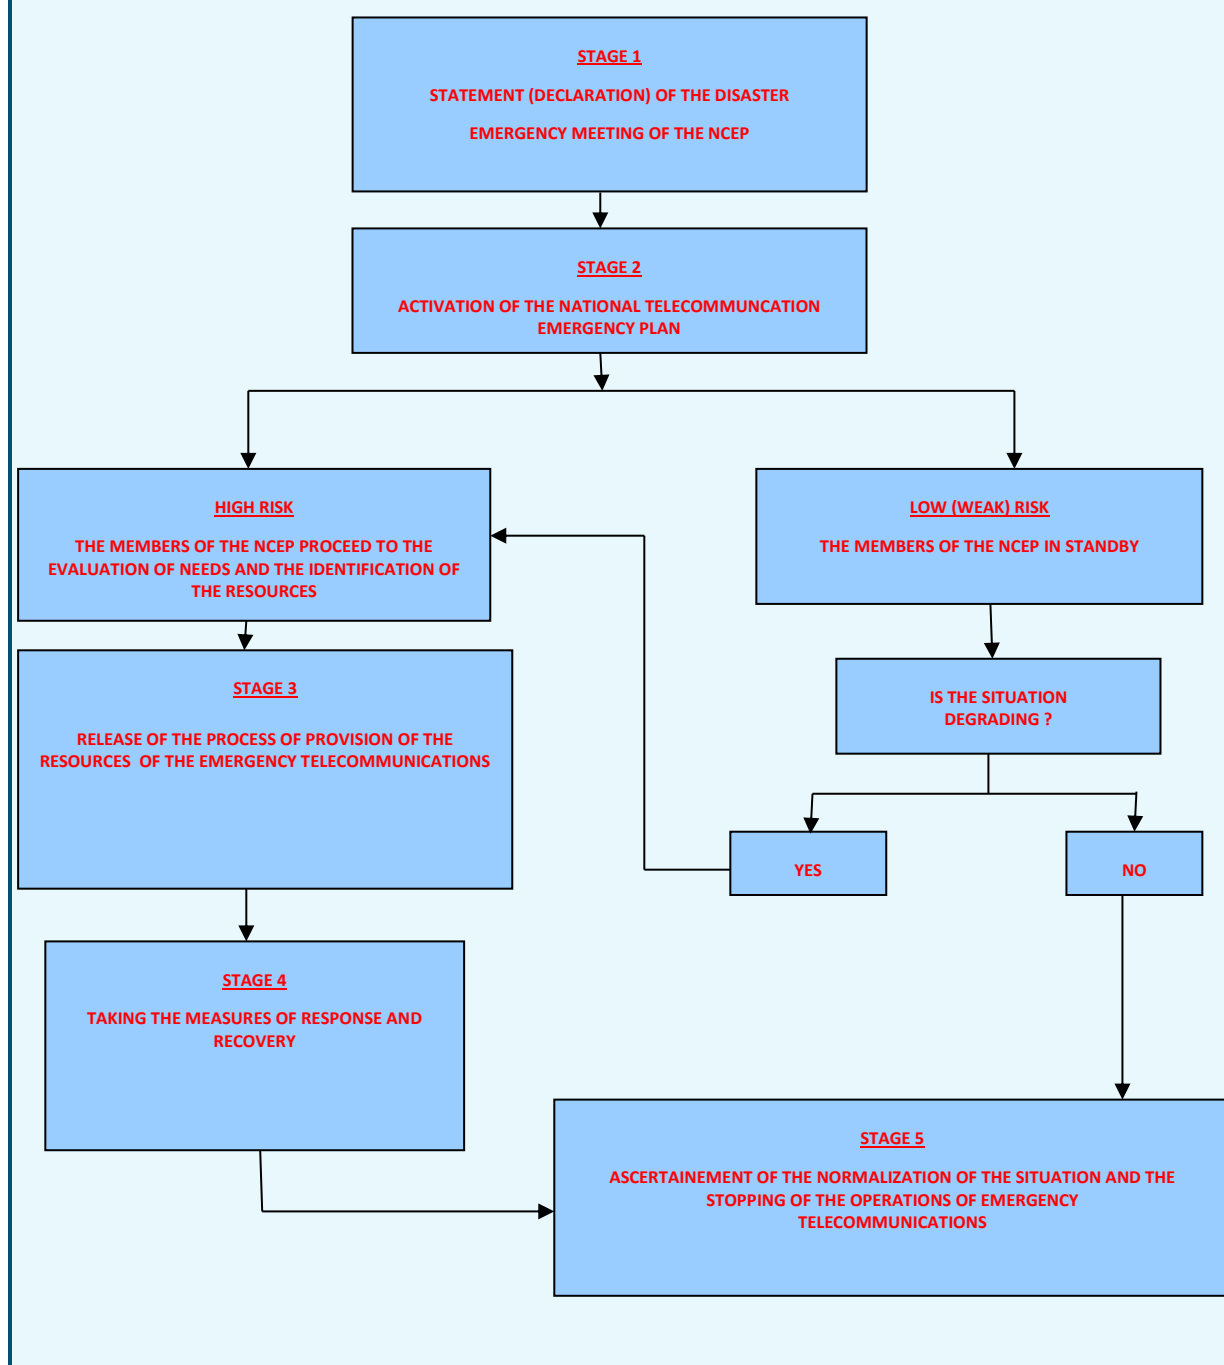 STAGE 1
STATEMENT (DECLARATION) OF THE DISASTER
EMERGENCY MEETING OF THE NCEP
STAGE 2
ACTIVATION OF THE NATIONAL TELECOMMUNCATION
EMERGENCY PLAN
HIGH RISK
THE MEMBERS OF THE NCEP PROCEED TO THE
EVALUATION OF NEEDS AND THE IDENTIFICATION OF
THE RESOURCES
LOW (WEAK) RISK
THE MEMBERS OF THE NCEP IN STANDBY
STAGE 3
RELEASE OF THE PROCESS OF PROVISION OF THE
RESOURCES OF THE EMERGENCY TELECOMMUNICATIONS
IS THE SITUATION
DEGRADING ?
YES
NO
STAGE 4
TAKING THE MEASURES OF RESPONSE AND
RECOVERY
STAGE 5
ASCERTAINEMENT OF THE NORMALIZATION OF THE SITUATION AND THE
STOPPING OF THE OPERATIONS OF EMERGENCY
TELECOMMUNICATIONS